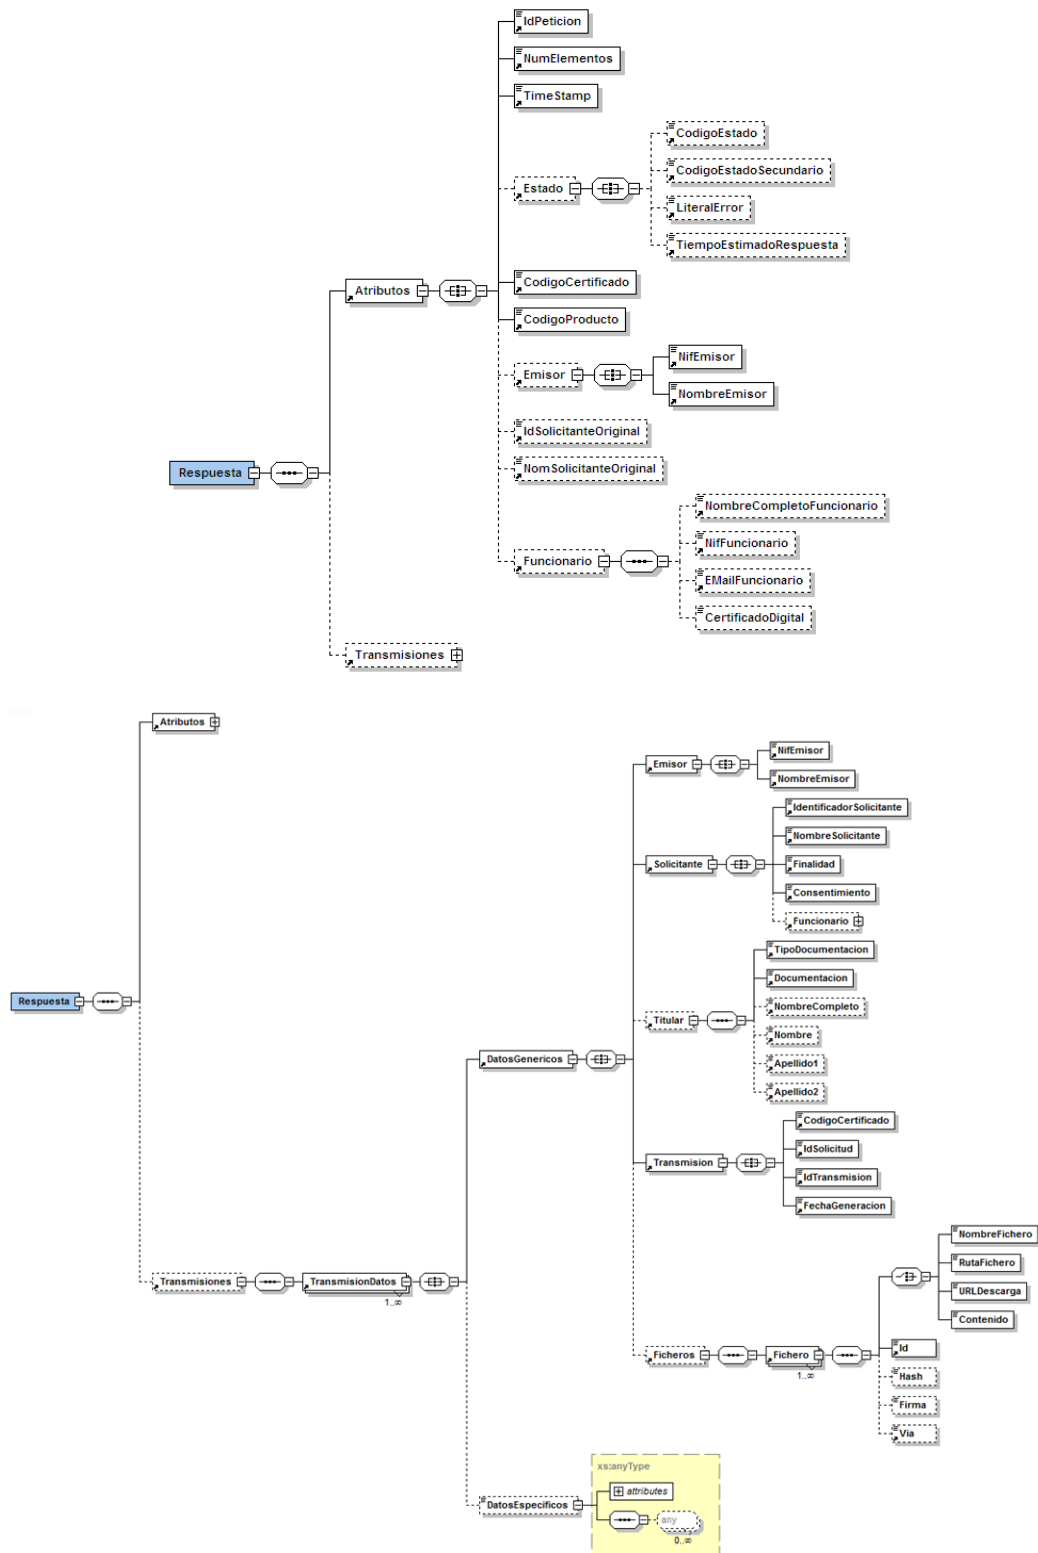 IdPeticion
NumElementos
TimeStamp
CodigoEstado
CodigoEstadoSecundario
Estado
LiteralError
TiempoEstimadoRespuesta
Atributos
CodigoCertificado
CodigoProducto
NifEmisor
Emisor
NombreEmisor
IdSolicitanteOriginal
Respuesta
NomSolicitanteOriginal
NombreCompletoFuncionario
NifFuncionario
Funcionario
EMailFuncionario
CertificadoDigital
Transmisiones
Atributos
NifEmisor
Emisor
NombreEmisor
IdentificadorSolicitante
NombreSolicitante
Solicitante
Finalidad
Consentimiento
Funcionario
TipoDocumentacion
Documentacion
Respuesta
NombreCompleto
Titular
Nombre
DatosGenericos
Apellido1
Apellido2
CodigoCertificado
IdSolicitud
Transmision
IdTransmision
FechaGeneracion
NombreFichero
RutaFichero
Transmisiones
TransmisionDatos
1..∞
URLDescarga
Contenido
Ficheros
Fichero
1..∞
Id
Hash
Firma
Via
xs:anyType
attributes
DatosEspecificos
any
0..∞